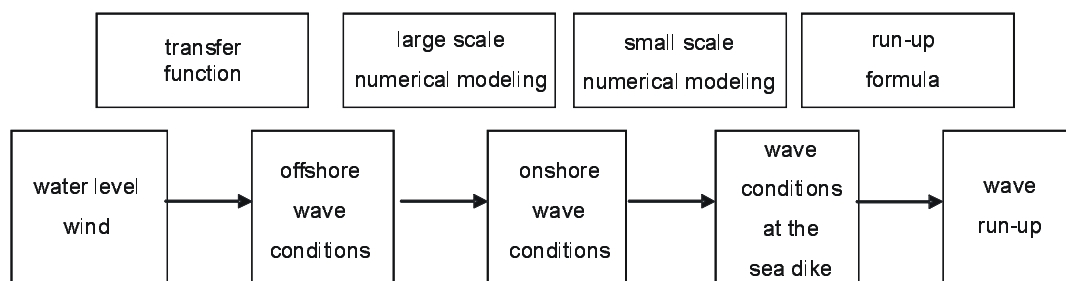 transfer
function
large scale
numerical modeling
small scale
numerical modeling
run-up
formula
water level
wind
offshore
wave
conditions
onshore
wave
conditions
wave
conditions
at the
sea dike
wave
run-up